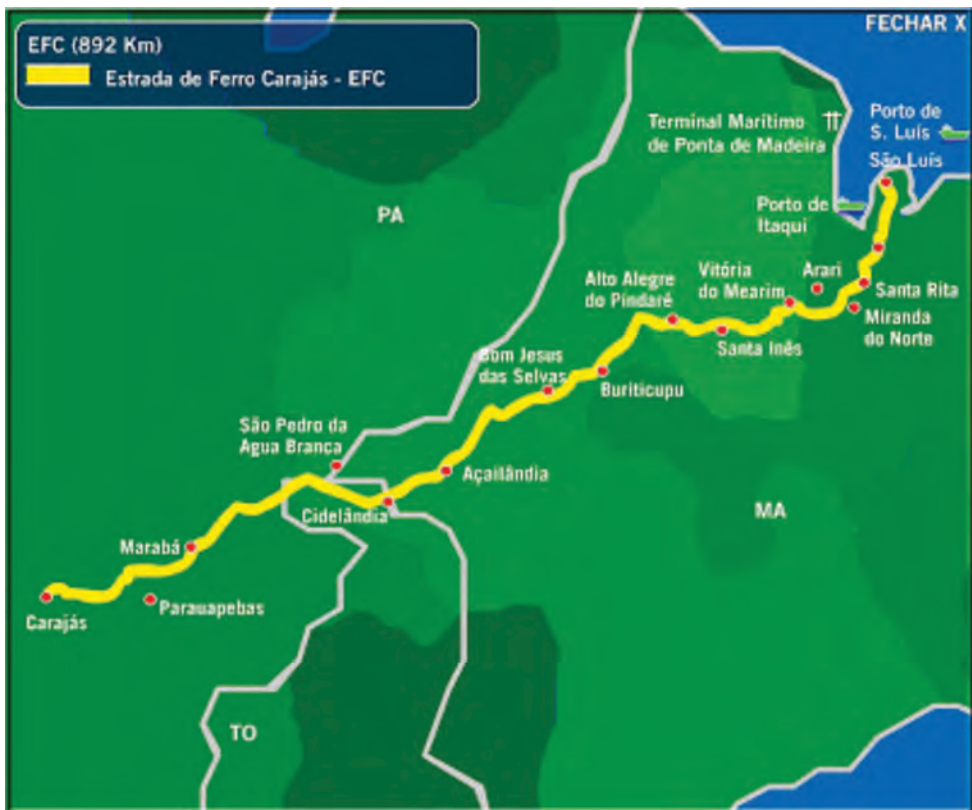 EFC (892 Km)
Estrada de Ferro Carajás - EFC
FECHAR X
Terminal Marítimo
de Ponta de Madeira
Porto de
S. Luís
São Luís
Porto de
Itaqui
PA
Alto Alegre
do Pindaré
Vitória
do Mearim
Arari
Santa Rita
Miranda
do Norte
Santa Inês
Bom Jesus
das Selvas
Buriticupu
São Pedro da
Agua Branca
Açailândia
Cidelândia
MA
Marabá
Parauapebas
Carajás
TO